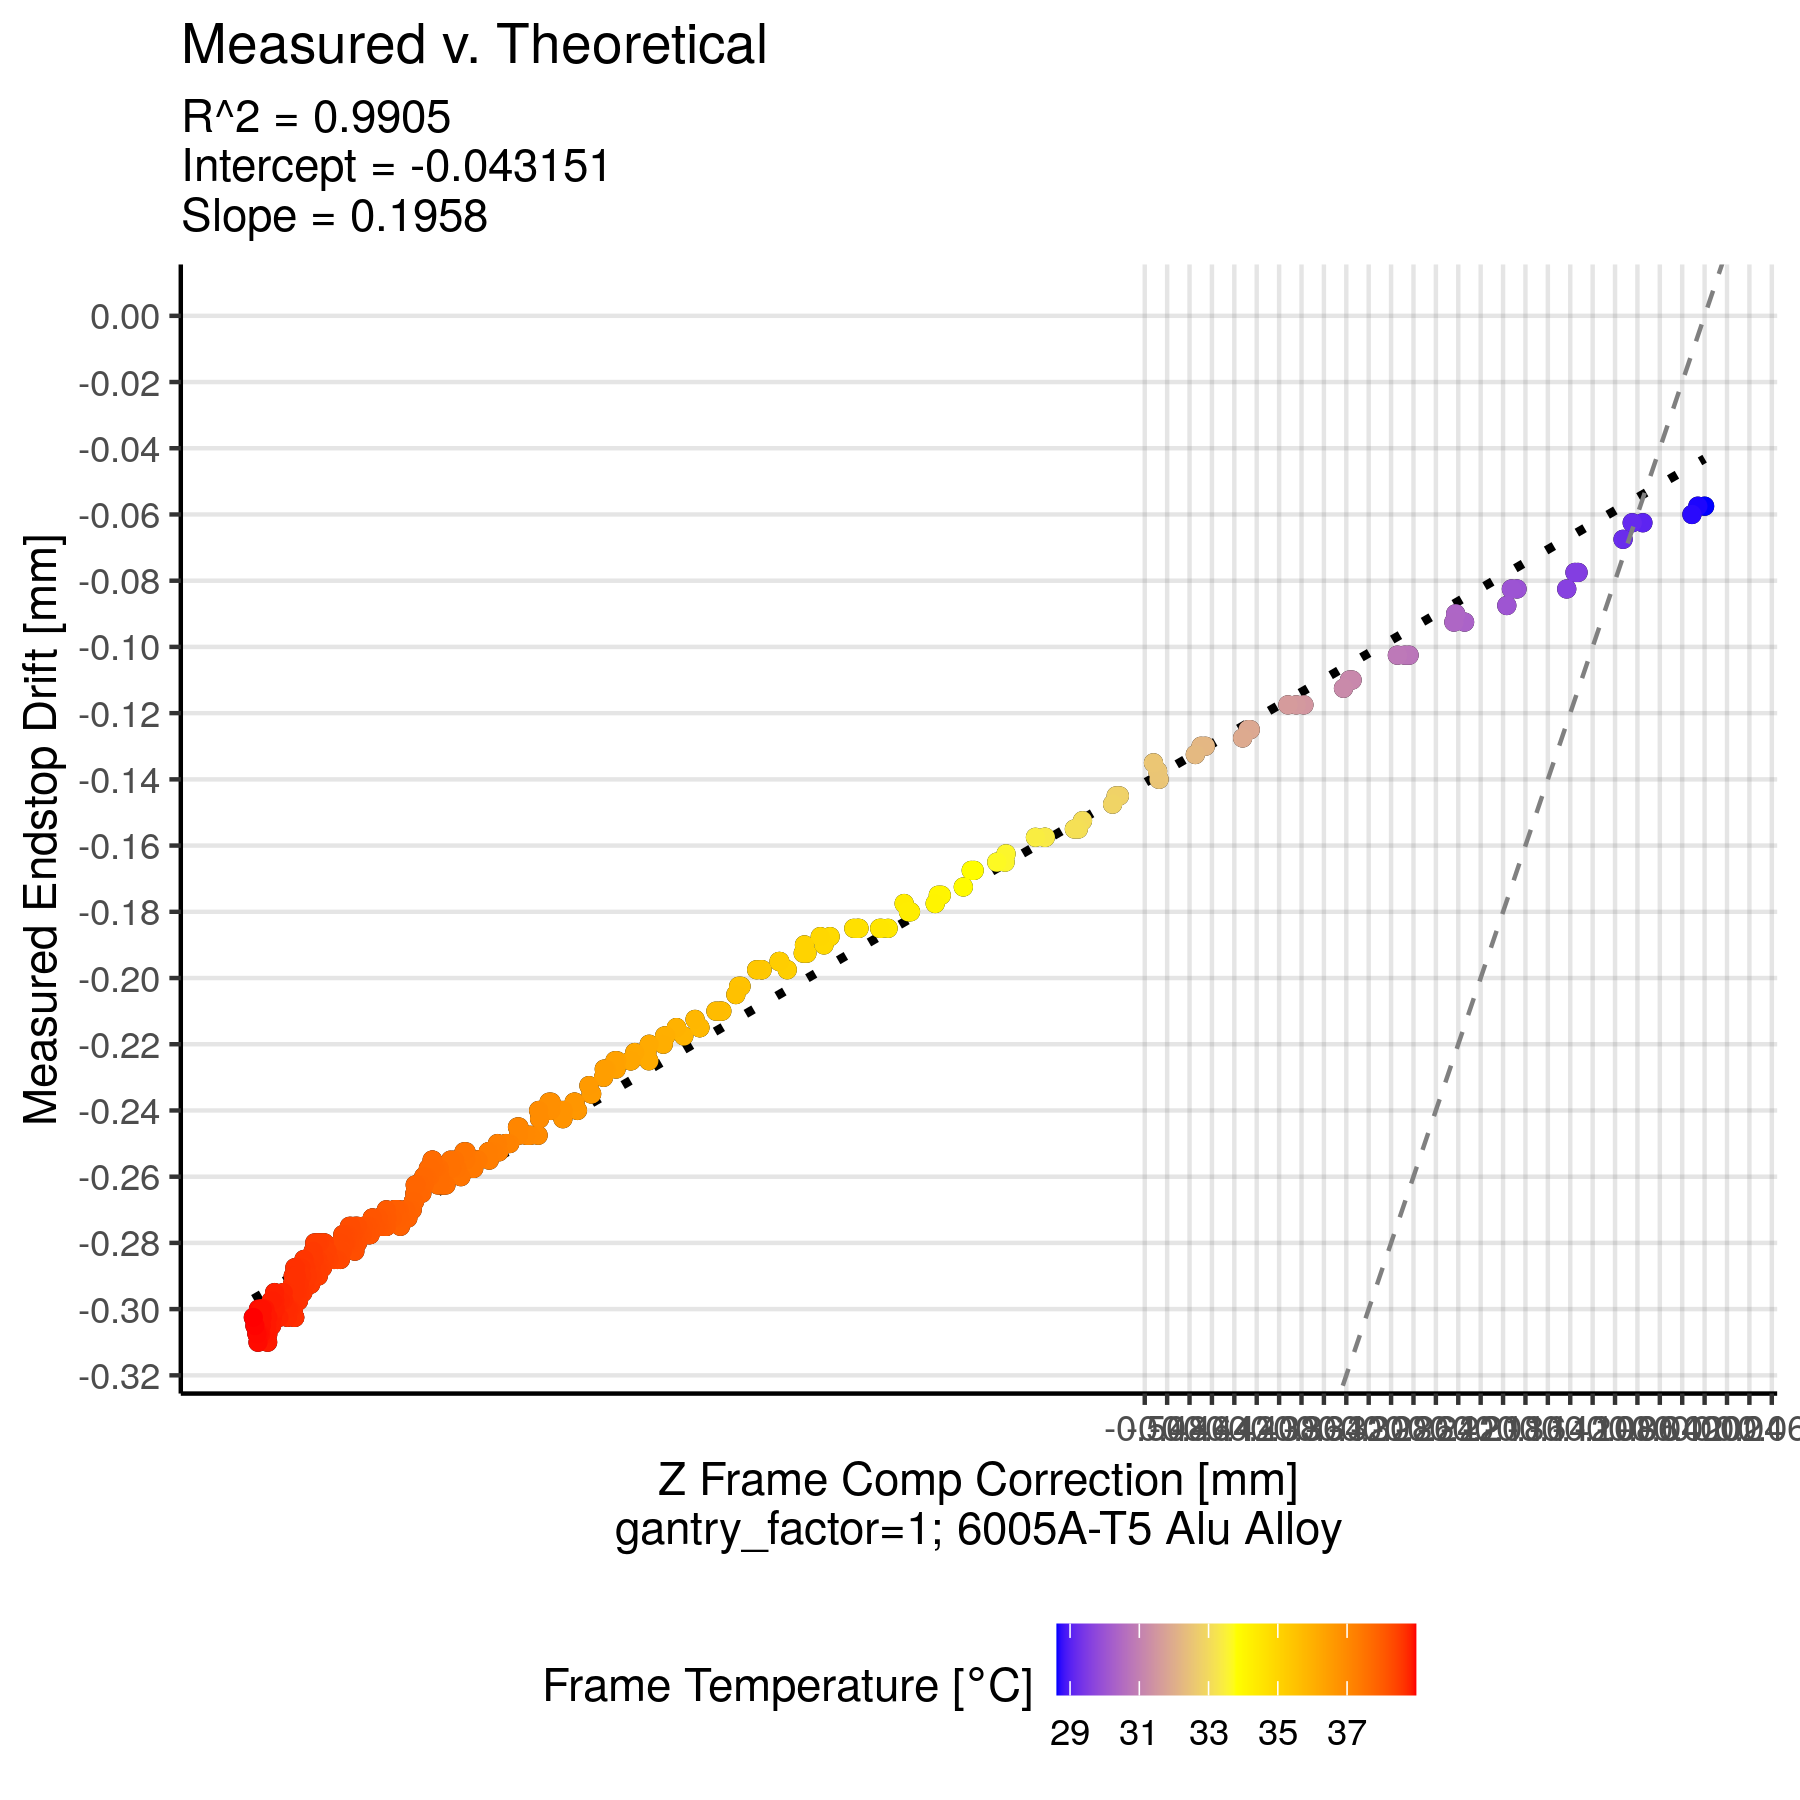 Measured v. Theoretical
R^2 = 0.9905
Intercept = -0.043151
Slope = 0.1958
Measured Endstop Drift [mm]
0.00
-0.02
-0.04
-0.06
-0.08
-0.10
-0.12
-0.14
-0.16
-0.18
-0.20
-0.22
-0.24
-0.26
-0.28
-0.30
-0.32
Z Frame Comp Correction [mm]
gantry_factor=1; 6005A-T5 Alu Alloy
Frame Temperature [°C]
29 31 33 35 37